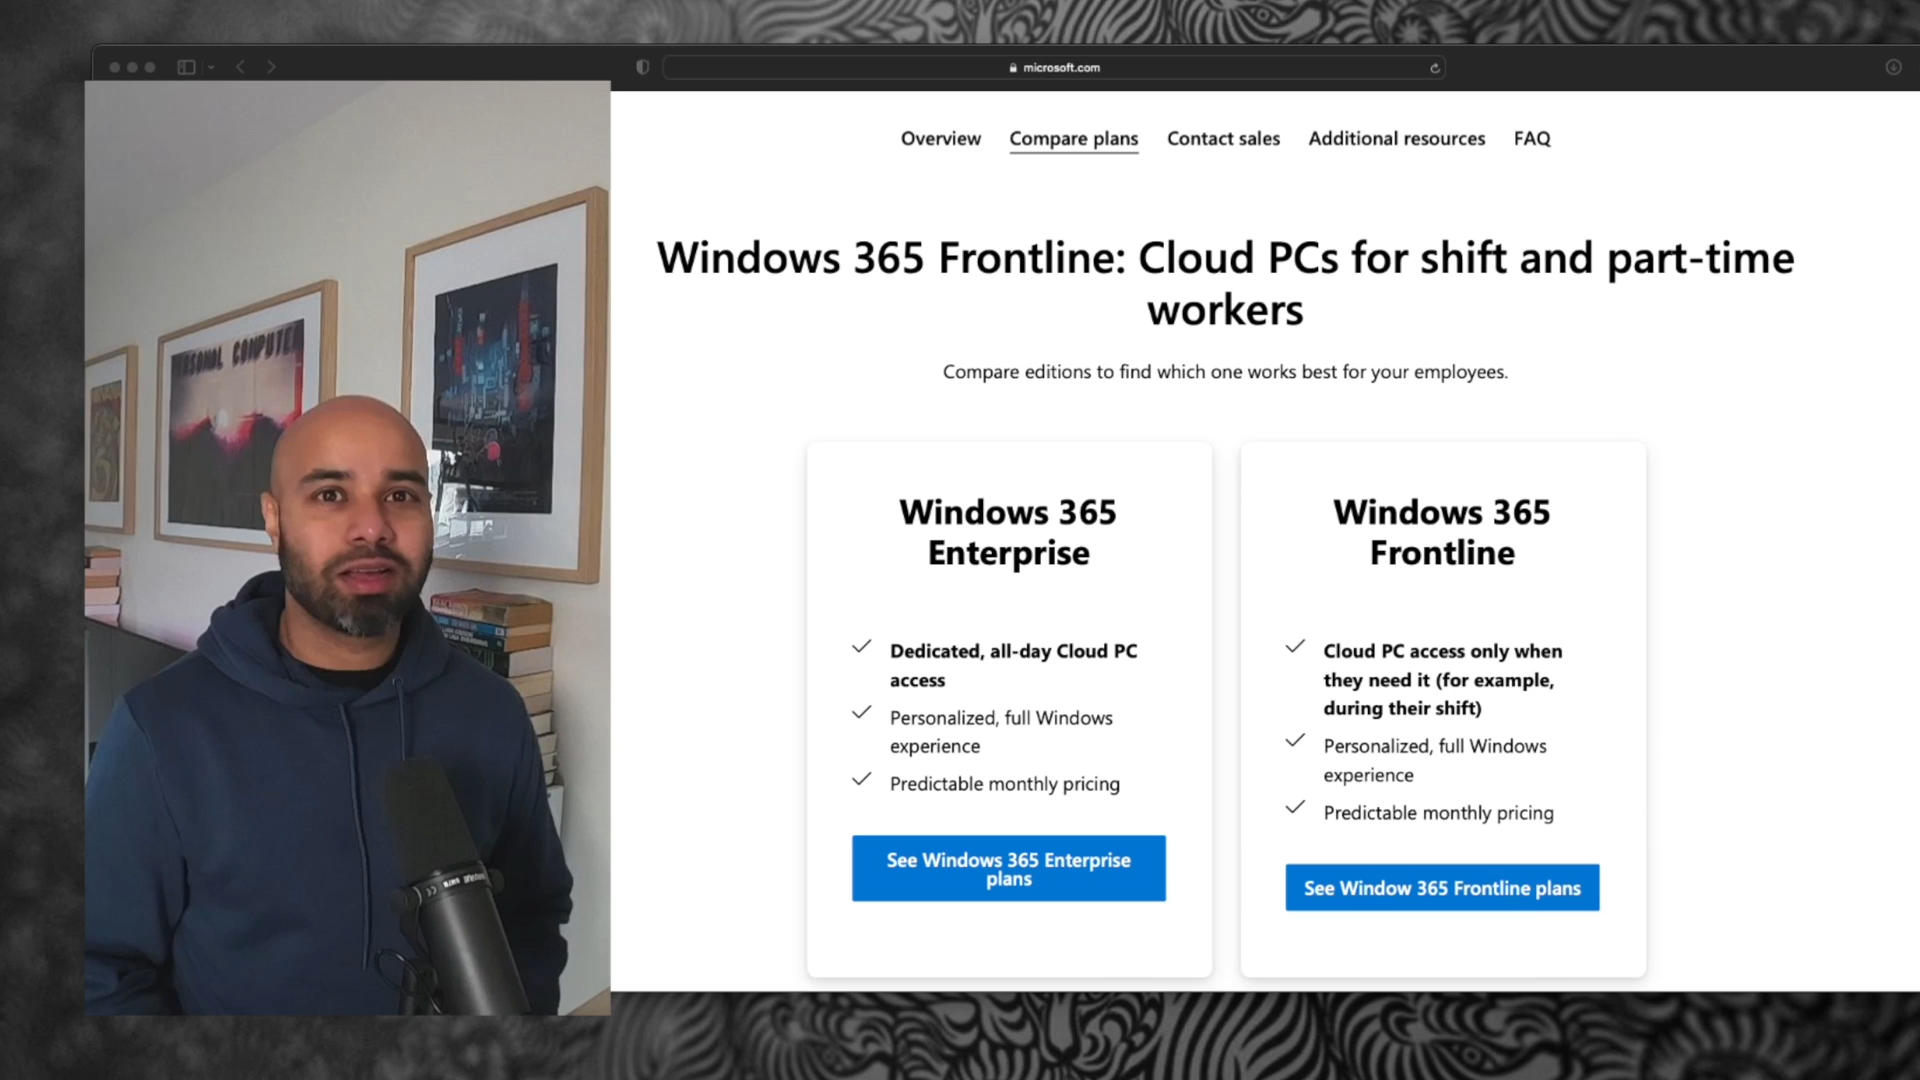 microsoft.com
Overview Compare plans Contact sales Additional resources FAQ
Windows 365 Frontline: Cloud PCs for shift and part-time
workers
Compare editions to find which one works best for your employees.
Windows 365
Enterprise
Dedicated, all-day Cloud PC
access
Personalized, full Windows
experience
Predictable monthly pricing
See Windows 365 Enterprise
plans
Windows 365
Frontline
Cloud PC access only when
they need it (for example,
during their shift)
Personalized, full Windows
experience
Predictable monthly pricing
See Window 365 Frontline plans
PERSONAL COMPUTER